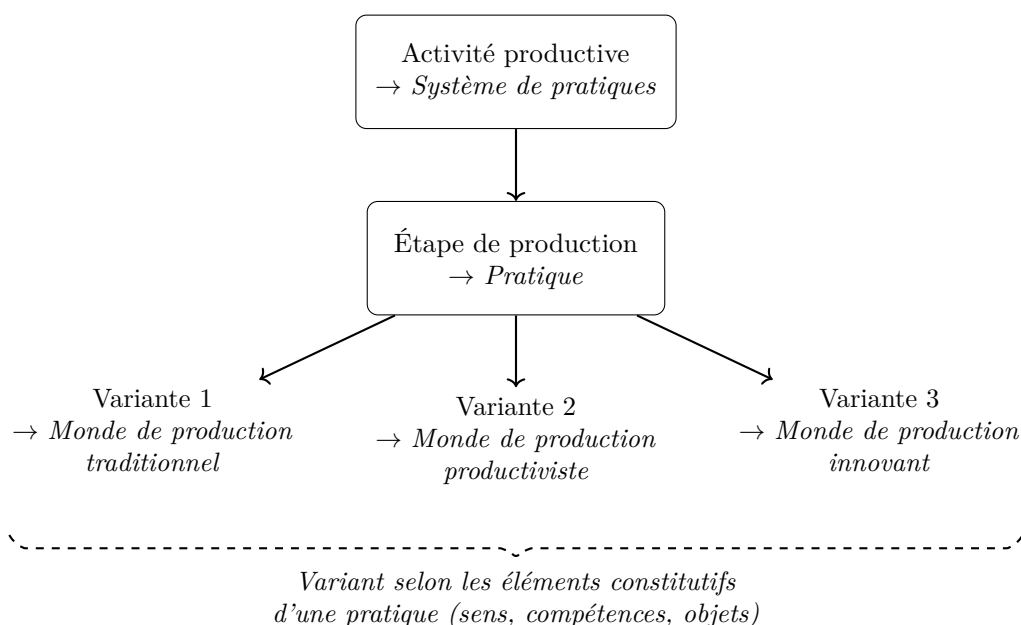 Activité productive
→ Système de pratiques
Étape de production
→ Pratique
Variante 1
→ Monde de production
traditionnel
Variante 2
→ Monde de production
productiviste
Variante 3
→ Monde de production
innovant
Variant selon les éléments constitutifs
d'une pratique (sens, compétences, objets)